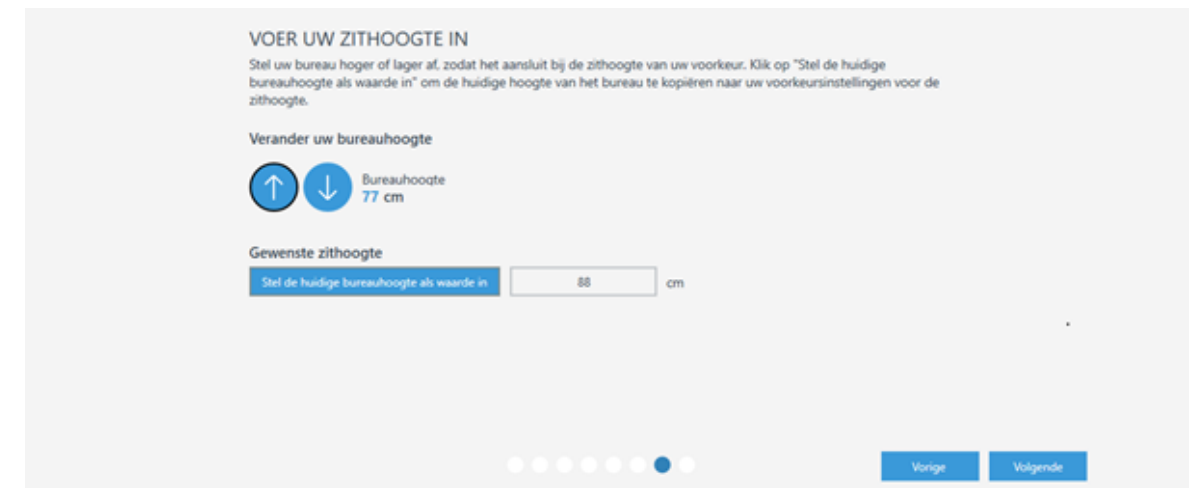 VOER UW ZITHOOGTE IN
Stel uw bureau hoger of lager af, zodat het aansluit bij de zithoogte van uw voorkeur. Klik op "Stel de huidige
bureauhoogte als waarde in" om de huidige hoogte van het bureau te kopiëren naar uw voorkeursinstellingen voor de
zithoogte.
Verander uw bureauhoogte
Bureauhoogte
77 cm
Gewenste zithoogte
Stel de huidige bureauhoogte als waarde in 88 cm
Vorige Volgende